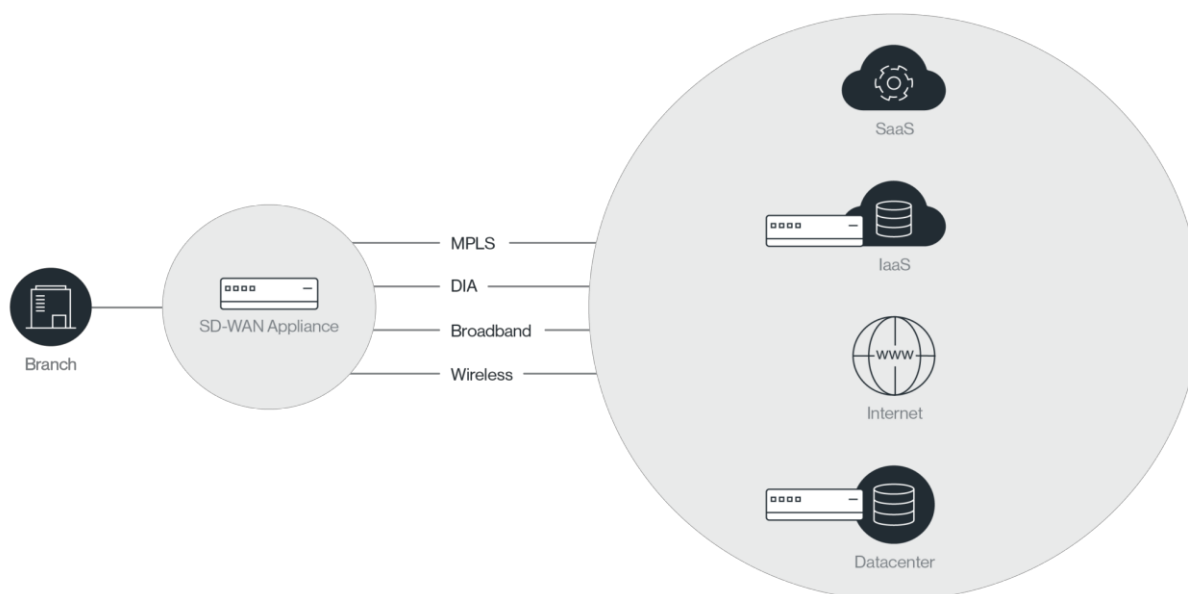 SaaS
IaaS
MPLS
DIA
SD-WAN Appliance
Broadband
Branch
Wireless
WWW
Internet
Datacenter